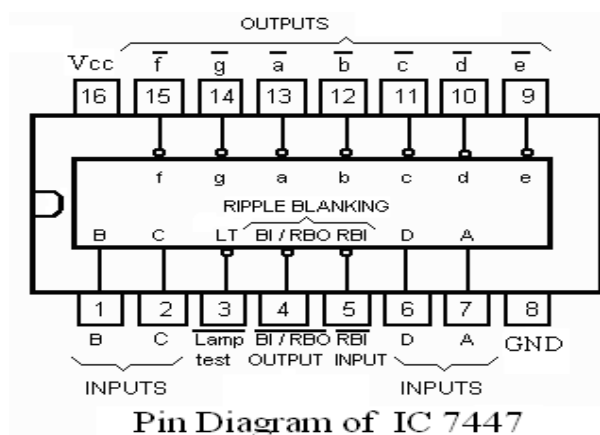 OUTPUTS
Vcc f̅ g̅ a̅ b̅ c̅ d̅ e̅
16 15 14 13 12 11 10 9
f g a b c d e
RIPPLE BLANKING
B C LT BI / RBO RBI D A
1 2 3 4 5 6 7 8
B C Lamp BI / RBO RBI D A GND
test OUTPUT INPUT
INPUTS INPUTS
Pin Diagram of IC 7447